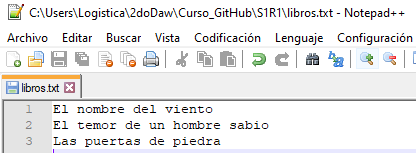 C:\Users\Logistica\2doDaw\Curso_GitHub\S1R1\libros.txt - Notepad++
Archivo Editar Buscar Vista Codificación Lenguaje Configuración
libros.txt
1 El nombre del viento
2 El temor de un hombre sabio
3 Las puertas de piedra